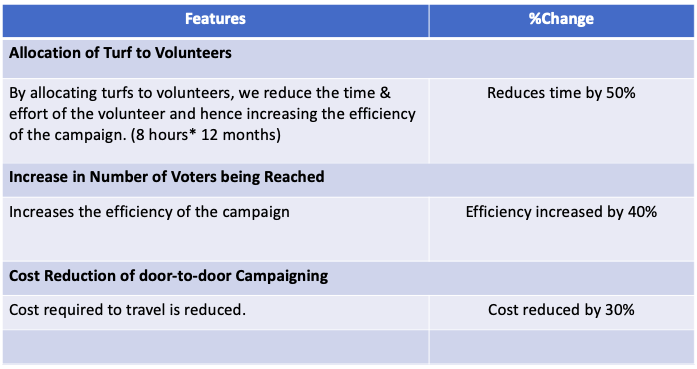 Features %Change
Allocation of Turf to Volunteers
By allocating turfs to volunteers, we reduce the time & Reduces time by 50%
effort of the volunteer and hence increasing the efficiency
of the campaign. (8 hours* 12 months)
Increase in Number of Voters being Reached
Increases the efficiency of the campaign Efficiency increased by 40%
Cost Reduction of door-to-door Campaigning
Cost required to travel is reduced. Cost reduced by 30%